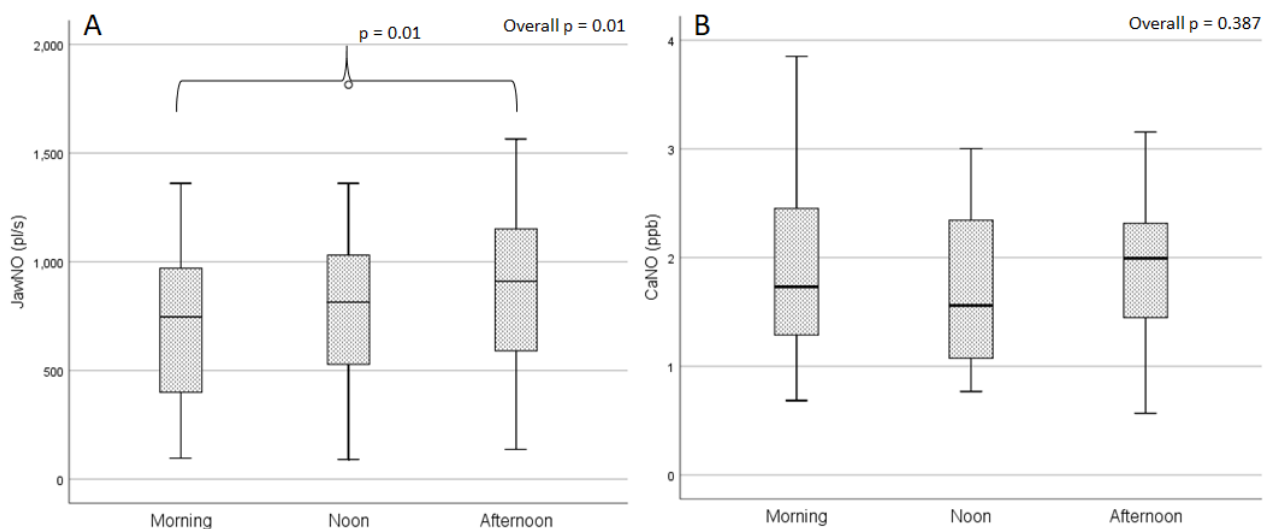 A
p = 0.01
Overall p = 0.01
2,000
1,500
1,000
500
0
JawNO (pl/s)
Morning
Noon
Afternoon
B
Overall p = 0.387
4
3
2
1
0
CaNO (ppb)
Morning
Noon
Afternoon